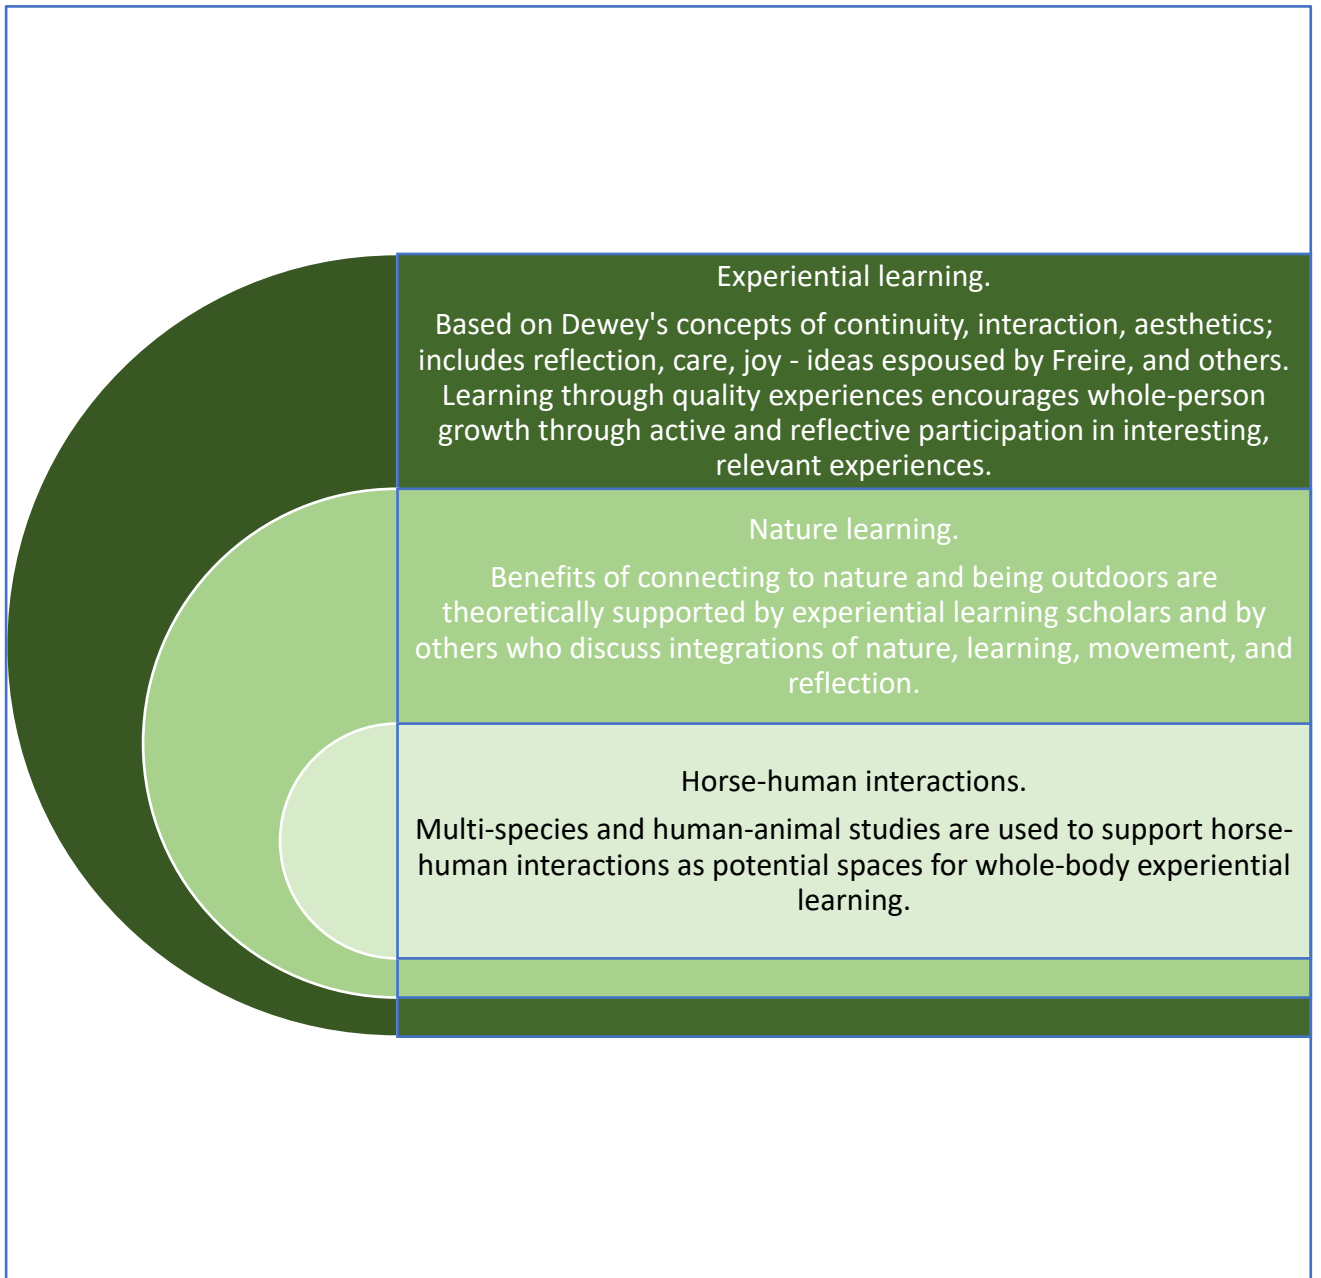 Experiential learning.
Based on Dewey's concepts of continuity, interaction, aesthetics;
includes reflection, care, joy - ideas espoused by Freire, and others.
Learning through quality experiences encourages whole-person
growth through active and reflective participation in interesting,
relevant experiences.
Nature learning.
Benefits of connecting to nature and being outdoors are
theoretically supported by experiential learning scholars and by
others who discuss integrations of nature, learning, movement, and
reflection.
Horse-human interactions.
Multi-species and human-animal studies are used to support horse-
human interactions as potential spaces for whole-body experiential
learning.